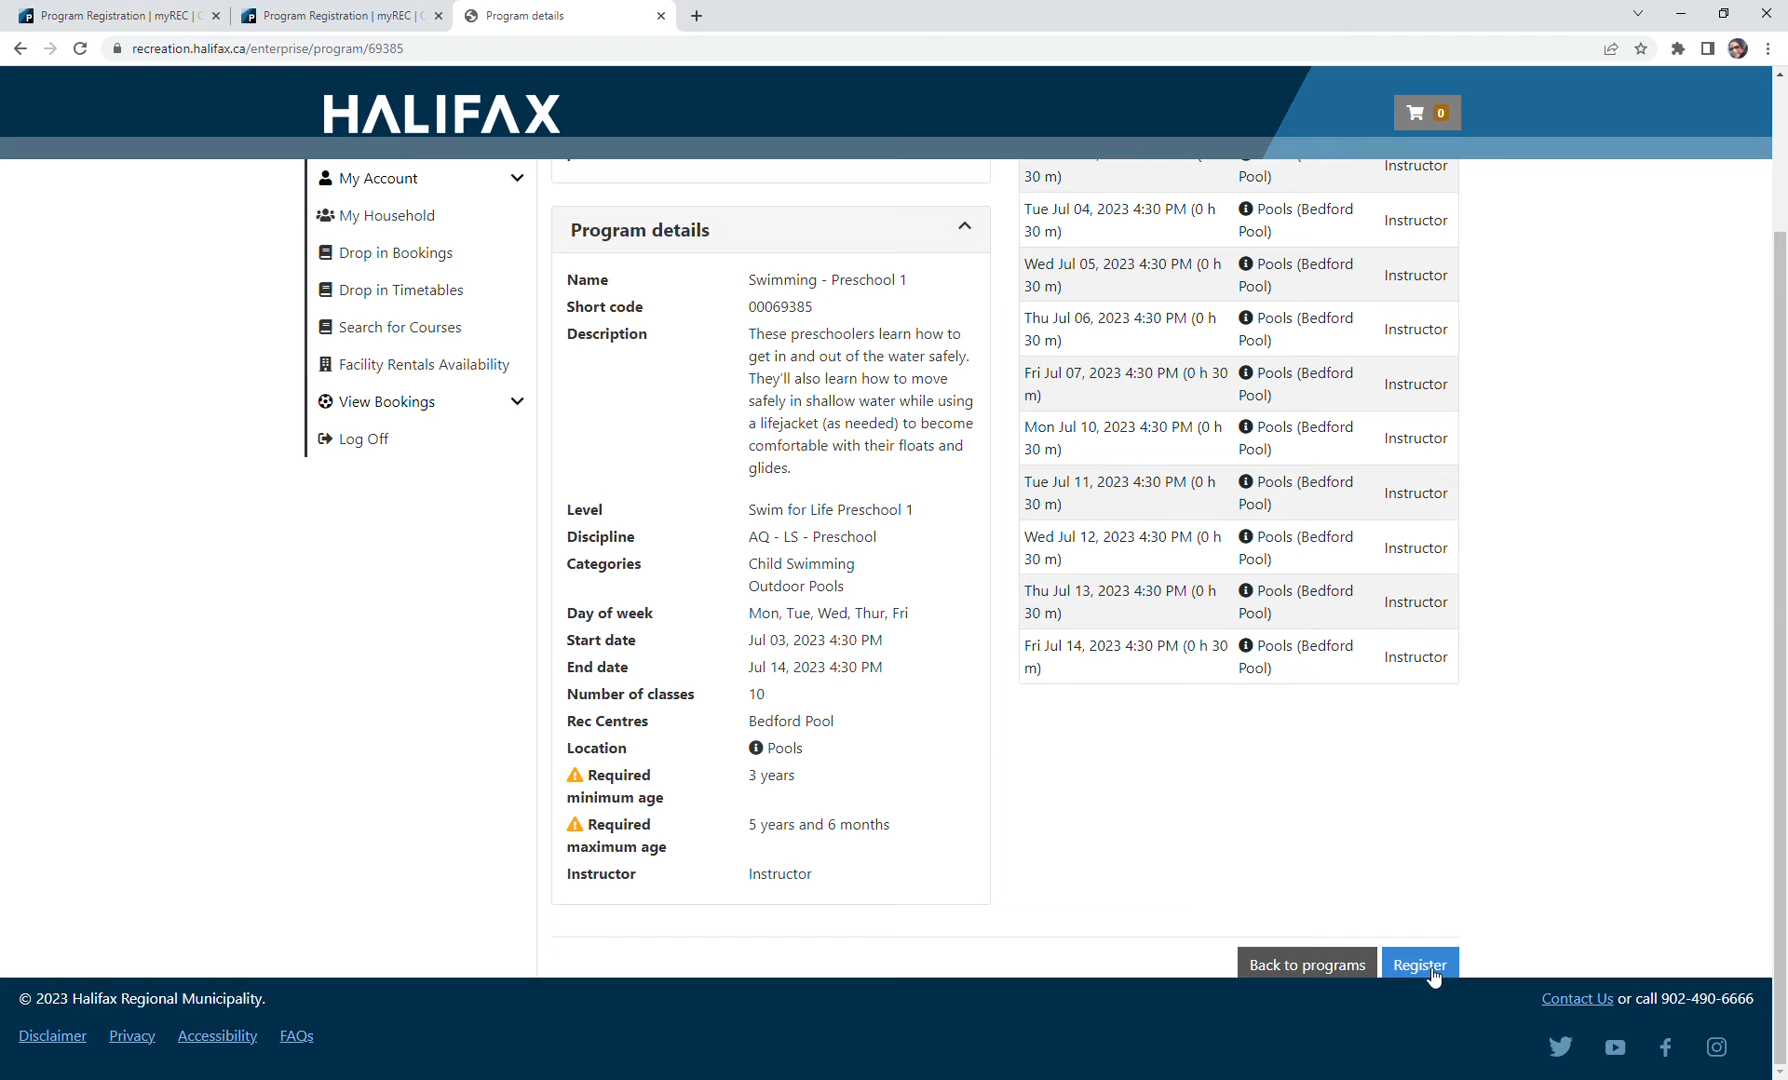 Program Registration | myREC | C
Program Registration | myREC | C
Program details
recreation.halifax.ca/enterprise/program/69385
HALIFAX
0
My Account
My Household
Drop in Bookings
Drop in Timetables
Search for Courses
Facility Rentals Availability
View Bookings
Log Off
Program details
Name Swimming - Preschool 1
Short code 00069385
Description These preschoolers learn how to
get in and out of the water safely.
They'll also learn how to move
safely in shallow water while using
a lifejacket (as needed) to become
comfortable with their floats and
glides.
Level Swim for Life Preschool 1
Discipline AQ - LS - Preschool
Categories Child Swimming
Outdoor Pools
Day of week Mon, Tue, Wed, Thur, Fri
Start date Jul 03, 2023 4:30 PM
End date Jul 14, 2023 4:30 PM
Number of classes 10
Rec Centres Bedford Pool
Location Pools
Required 3 years
minimum age
Required 5 years and 6 months
maximum age
Instructor Instructor
Instructor
30 m) Pool)
Tue Jul 04, 2023 4:30 PM (0 h Pools (Bedford
30 m) Pool) Instructor
Wed Jul 05, 2023 4:30 PM (0 h Pools (Bedford
30 m) Pool) Instructor
Thu Jul 06, 2023 4:30 PM (0 h Pools (Bedford
30 m) Pool) Instructor
Fri Jul 07, 2023 4:30 PM (0 h 30 Pools (Bedford
m) Pool) Instructor
Mon Jul 10, 2023 4:30 PM (0 h Pools (Bedford
30 m) Pool) Instructor
Tue Jul 11, 2023 4:30 PM (0 h Pools (Bedford
30 m) Pool) Instructor
Wed Jul 12, 2023 4:30 PM (0 h Pools (Bedford
30 m) Pool) Instructor
Thu Jul 13, 2023 4:30 PM (0 h Pools (Bedford
30 m) Pool) Instructor
Fri Jul 14, 2023 4:30 PM (0 h 30 Pools (Bedford
m) Pool) Instructor
Back to programs Register
© 2023 Halifax Regional Municipality.
Contact Us or call 902-490-6666
Disclaimer Privacy Accessibility FAQs